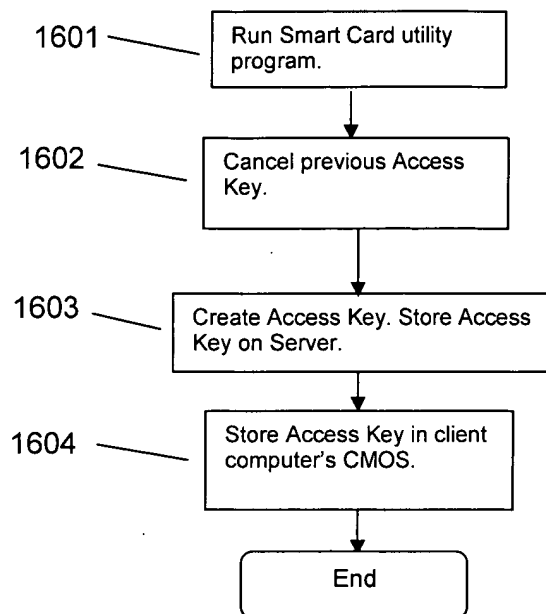 1601
Run Smart Card utility
program.
1602
Cancel previous Access
Key.
1603
Create Access Key. Store Access
Key on Server.
1604
Store Access Key in client
computer's CMOS.
End